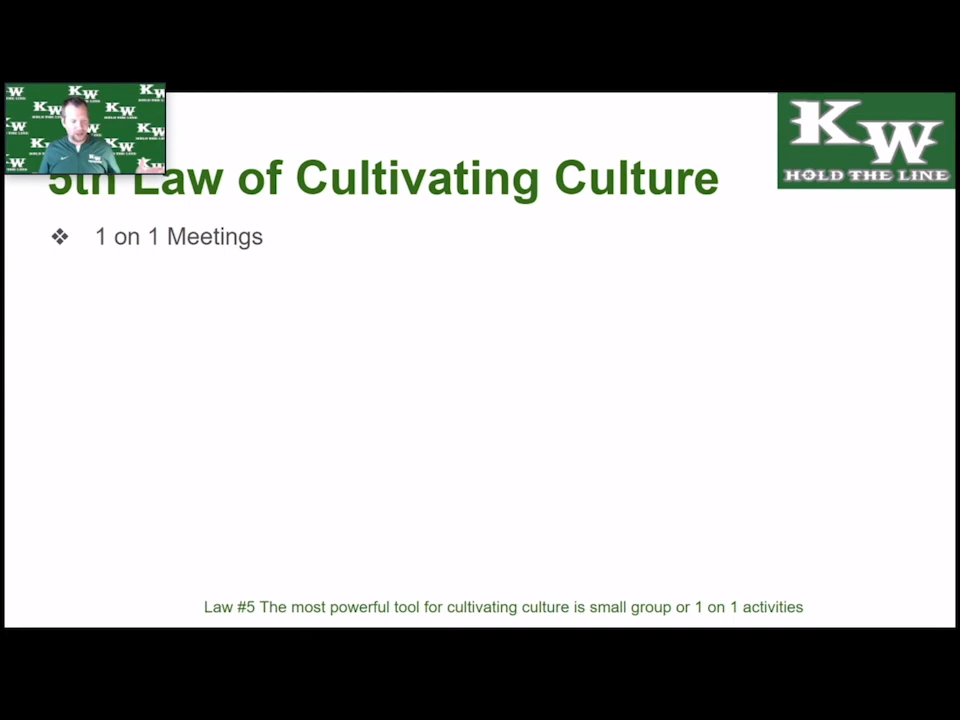 KW
HOLD THE LINE
5th Law of Cultivating Culture
❖ 1 on 1 Meetings
Law #5 The most powerful tool for cultivating culture is small group or 1 on 1 activities